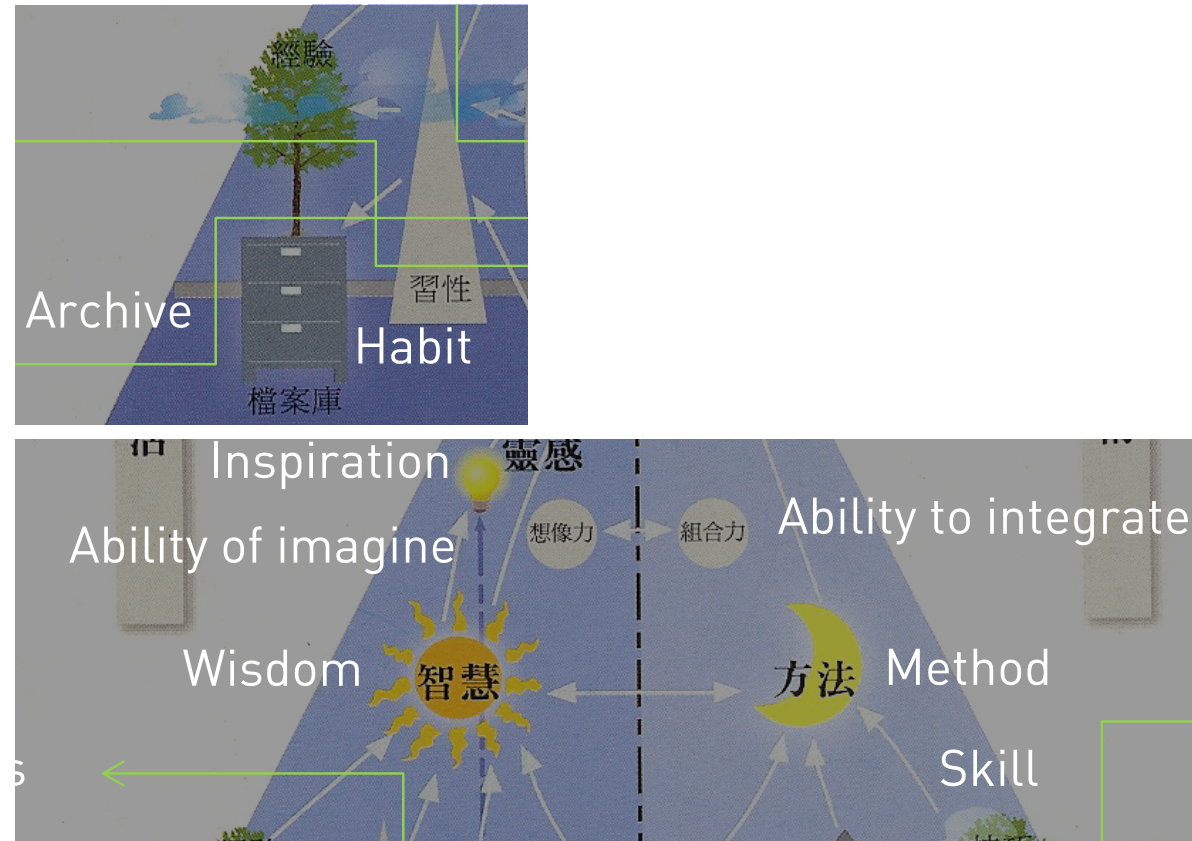 經驗
習性
Archive
Habit
檔案庫
Inspiration
靈感
Ability of imagine
想像力
組合力
Ability to integrate
Wisdom
智慧
方法
Method
Skill